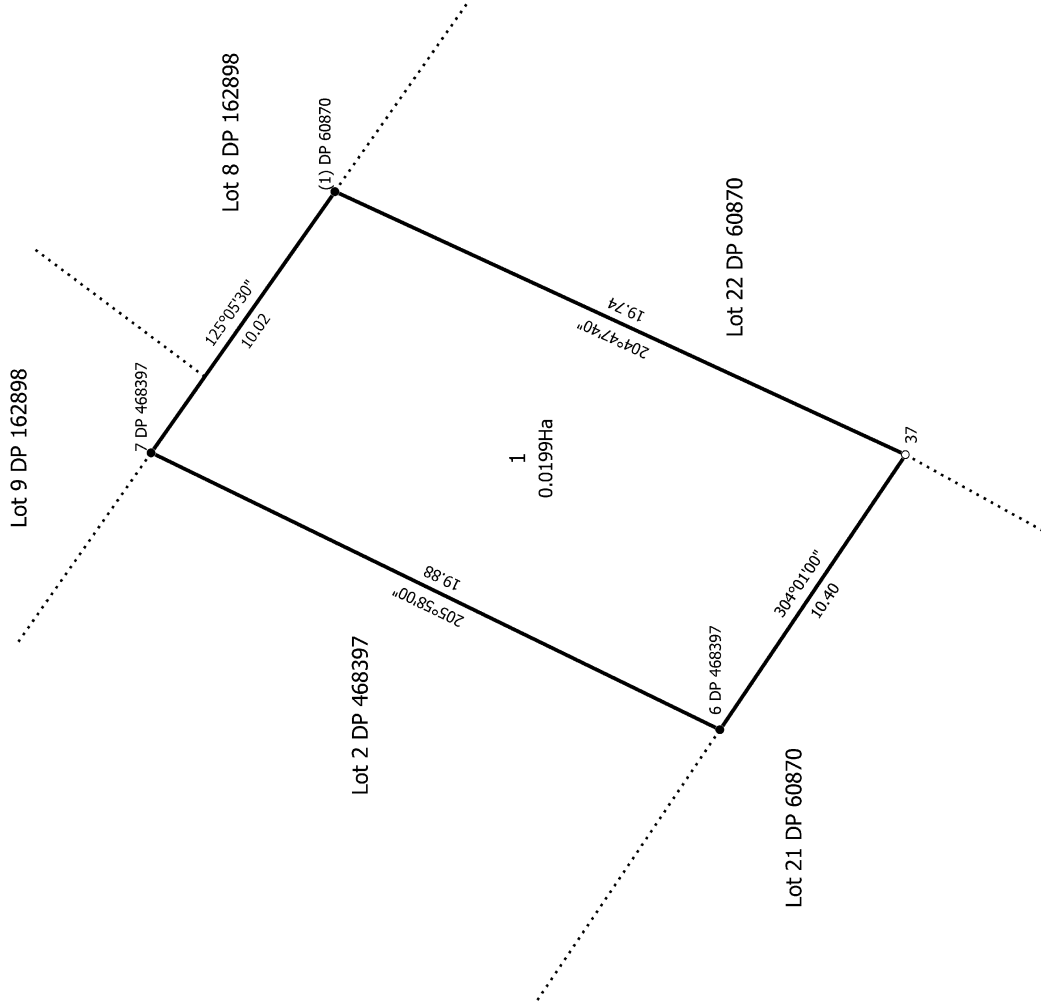 Lot 9 DP 162898
Lot 8 DP 162898
(1) DP 60870
7 DP 468397
125°05'30"
10.02
Lot 22 DP 60870
19.74
204°47'40"
1
0.0199Ha
37
19.88
205°58'00"
Lot 2 DP 468397
304°01'00"
10.40
6 DP 468397
Lot 21 DP 60870